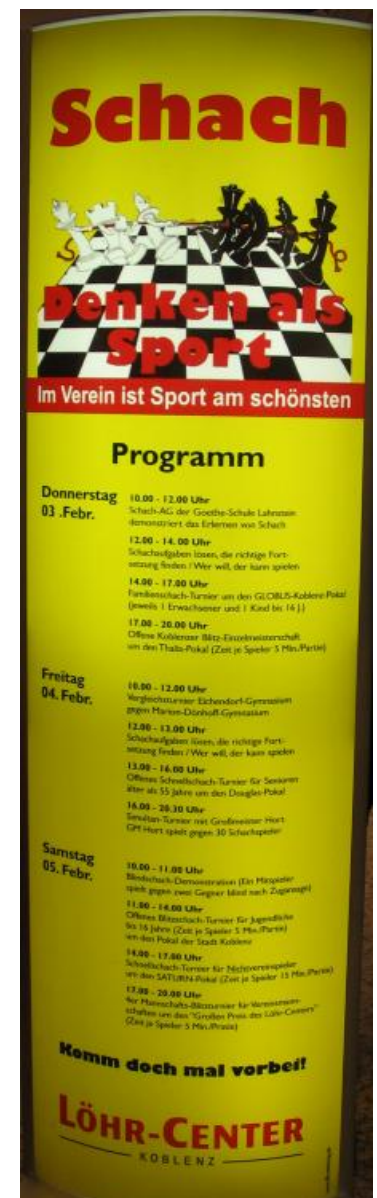 Schach
Denken als
Sport
Im Verein ist Sport am schönsten
Programm
Donnerstag
03 .Febr.
10.00 - 12.00 Uhr
Schach-AG der Goethe-Schule Lahnstein
demonstriert das Erlernen von Schach
12.00 - 14. 00 Uhr
Schachaufgaben lösen, die richtige Fort-
setzung finden / Wer will, der kann spielen
14.00 - 17.00 Uhr
Familienschach-Turnier um den GLOBUS-Koblenz-Pokal
(jeweils 1 Erwachsener und 1 Kind bis 16 J.)
17.00 - 20.00 Uhr
Offene Koblenzer Blitz-Einzelmeisterschaft
um den Thalia-Pokal (Zeit je Spieler 5 Min./Partie)
Freitag
04. Febr.
10.00 - 12.00 Uhr
Vergleichsturnier Eichendorf-Gymnasium
gegen Marion-Dönhoff-Gymnasium
12.00 - 13.00 Uhr
Schachaufgaben lösen, die richtige Fort-
setzung finden / Wer will, der kann spielen
13.00 - 16.00 Uhr
Offenes Schnellschach-Turnier für Senioren
älter als 55 Jahre um den Douglas-Pokal
16.00 - 20.30 Uhr
Simultan-Turnier mit Großmeister Hort
GM Hort spielt gegen 30 Schachspieler
Samstag
05. Febr.
10.00 - 11.00 Uhr
Blindschach-Demonstration (Ein Mitspieler
spielt gegen zwei Gegner blind nach Zugansage)
11.00 - 14.00 Uhr
Offenes Blitzschach-Turnier für Jugendliche
bis 16 Jahre (Zeit je Spieler 5 Min./Partie)
um den Pokal der Stadt Koblenz
14.00 - 17.00 Uhr
Schnellschach-Turnier für Nichtvereinspieler
um den SATURN-Pokal (Zeit je Spieler 15 Min./Partie)
17.00 - 20.00 Uhr
4er Mannschafts-Blitzturnier für Vereinsmann-
schaften um den "Großen Preis des Löhr-Centers"
(Zeit je Spieler 5 Min./Partie)
Komm doch mal vorbei!
LÖHR-CENTER
KOBLENZ